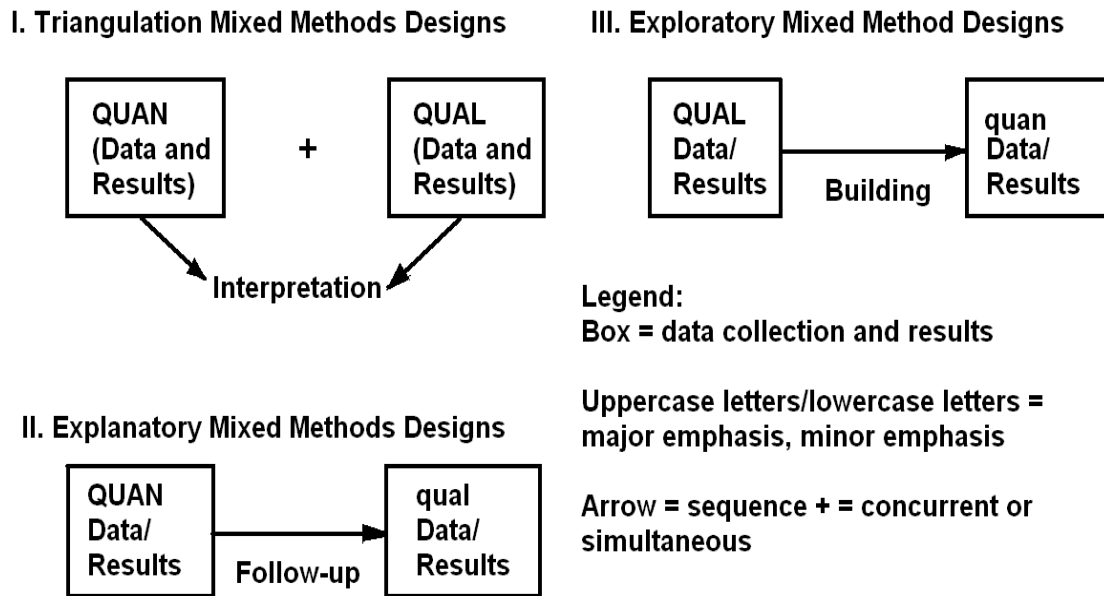 I. Triangulation Mixed Methods Designs
QUAN
(Data and
Results)
+
QUAL
(Data and
Results)
Interpretation
II. Explanatory Mixed Methods Designs
QUAN
Data/
Results
Follow-up
qual
Data/
Results
III. Exploratory Mixed Method Designs
QUAL
Data/
Results
Building
quan
Data/
Results
Legend:
Box = data collection and results
Uppercase letters/lowercase letters =
major emphasis, minor emphasis
Arrow = sequence + = concurrent or
simultaneous